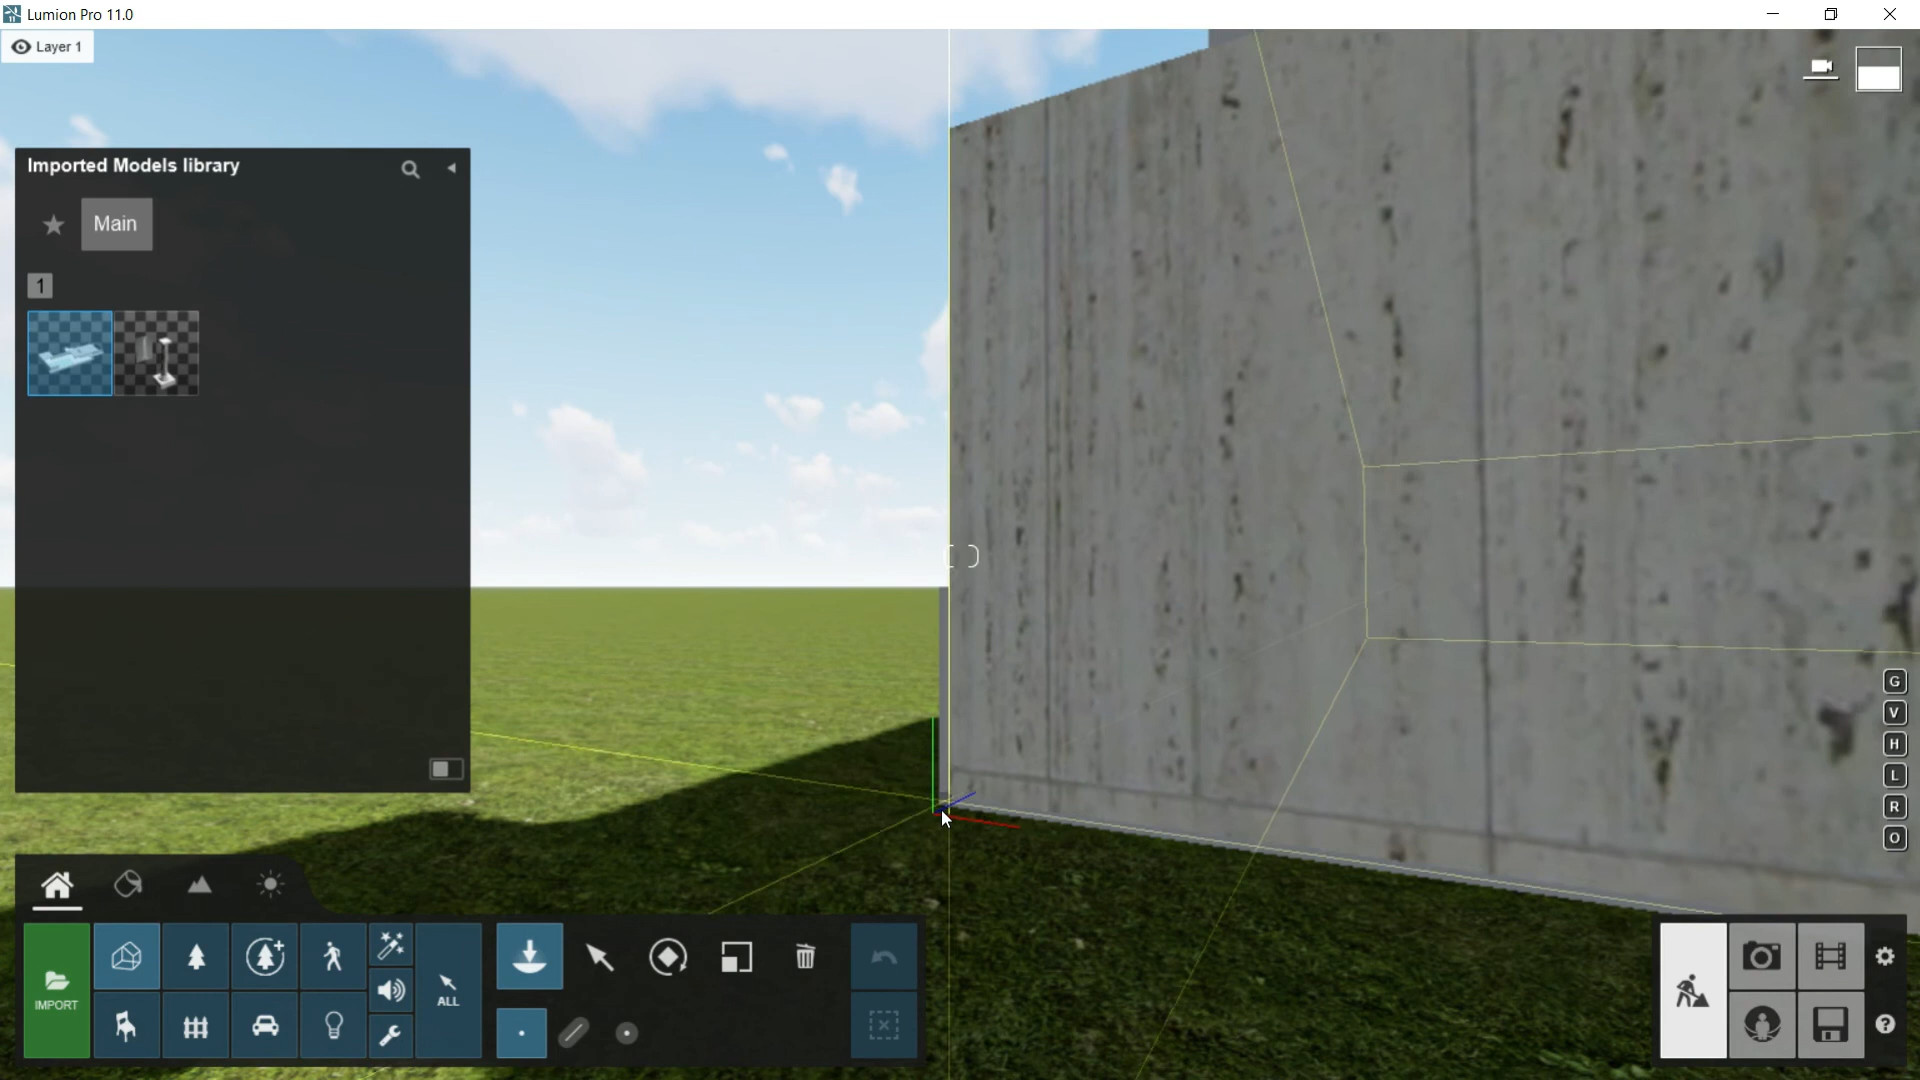 Lumion Pro 11.0
Layer 1
Imported Models library
Main
1
G
V
H
L
R
O
IMPORT
ALL
?